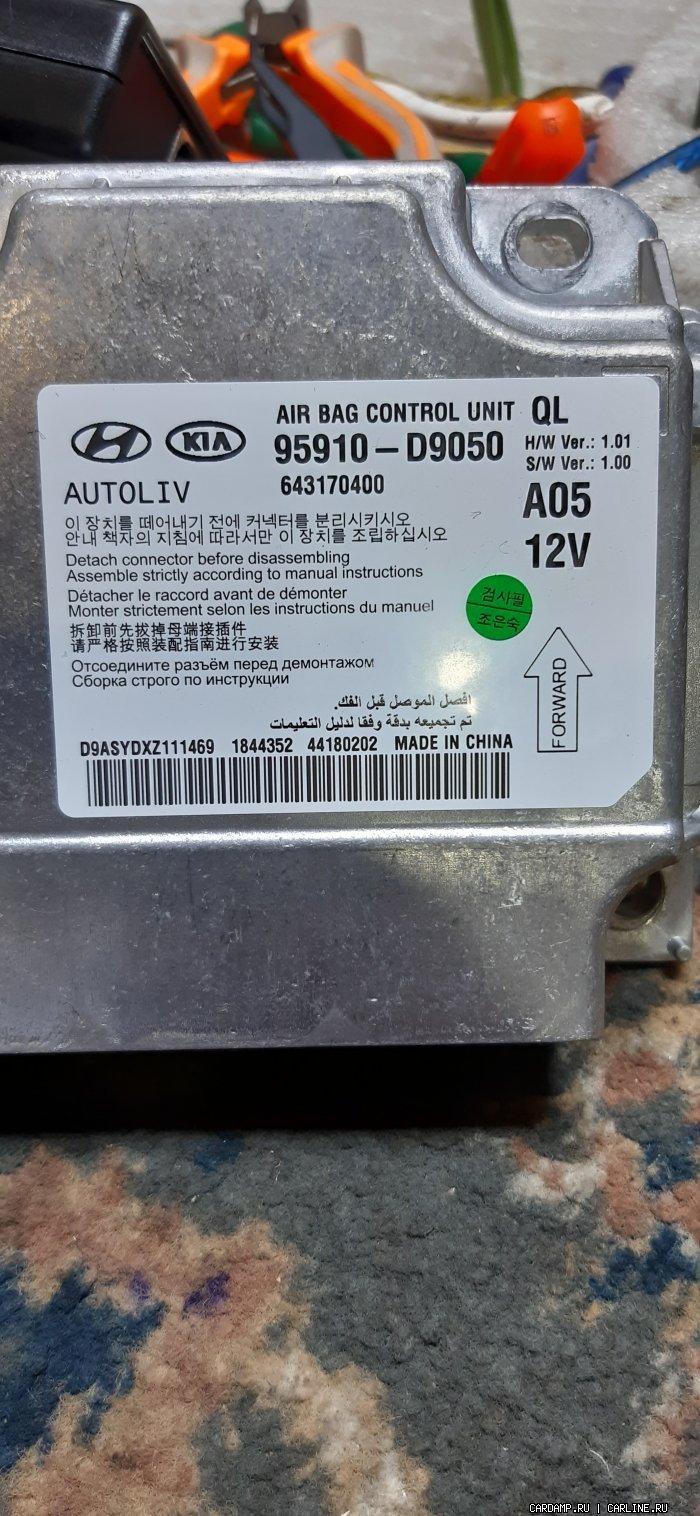 AIR BAG CONTROL UNIT QL
HYUNDAI KIA 95910-D9050 H/W Ver.: 1.01
S/W Ver.: 1.00
AUTOLIV 643170400 A05
12V
이 장치를 떼어내기 전에 커넥터를 분리시키시오
안내 책자의 지침에 따라서만 이 장치를 조립하십시오
Detach connector before disassembling
Assemble strictly according to manual instructions
Détacher le raccord avant de démonter
Monter strictement selon les instructions du manuel
검사필
조은숙
拆卸前先拔掉母端接插件
请严格按照装配指南进行安装
Отсоедините разъём перед демонтажом
Сборка строго по инструкции
افصل الموصل قبل الفك.
تم تجميعه بدقة وفقا لدليل التعليمات
FORWARD
D9ASYDXZ111469 1844352 44180202 MADE IN CHINA
CARDAMP.RU | CARLINE.RU